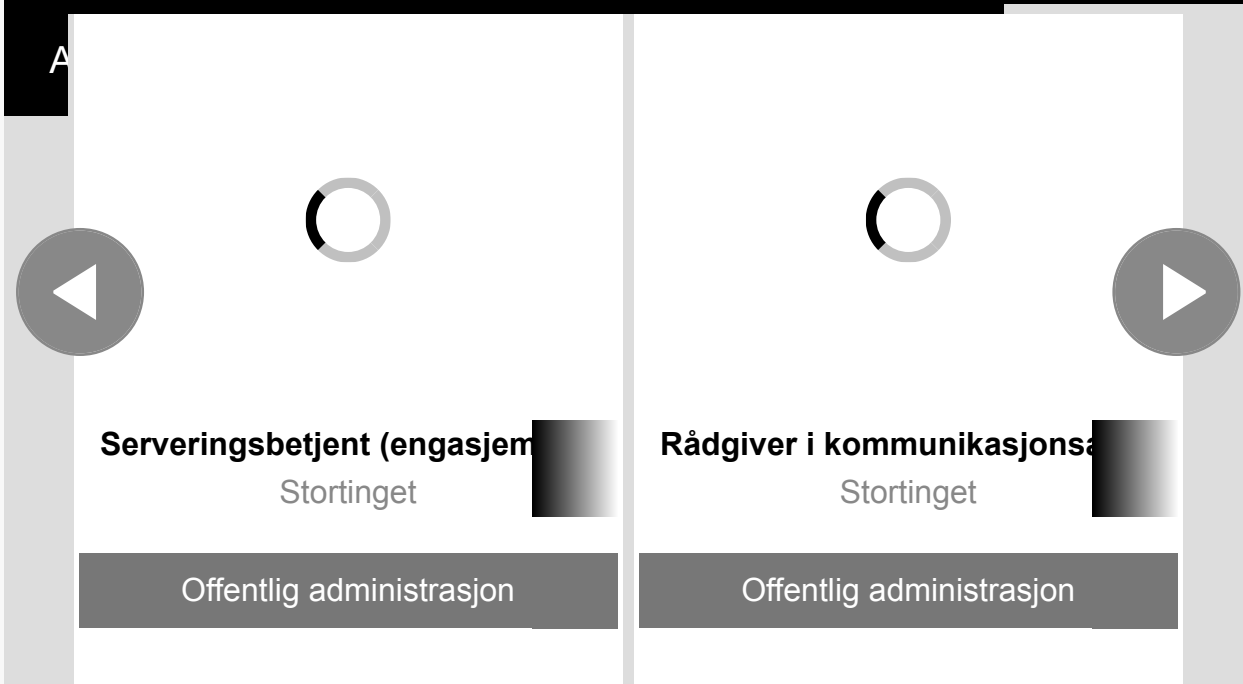 A
Serveringsbetjent (engasjem
Stortinget
Offentlig administrasjon
Rådgiver i kommunikasjonsa
Stortinget
Offentlig administrasjon